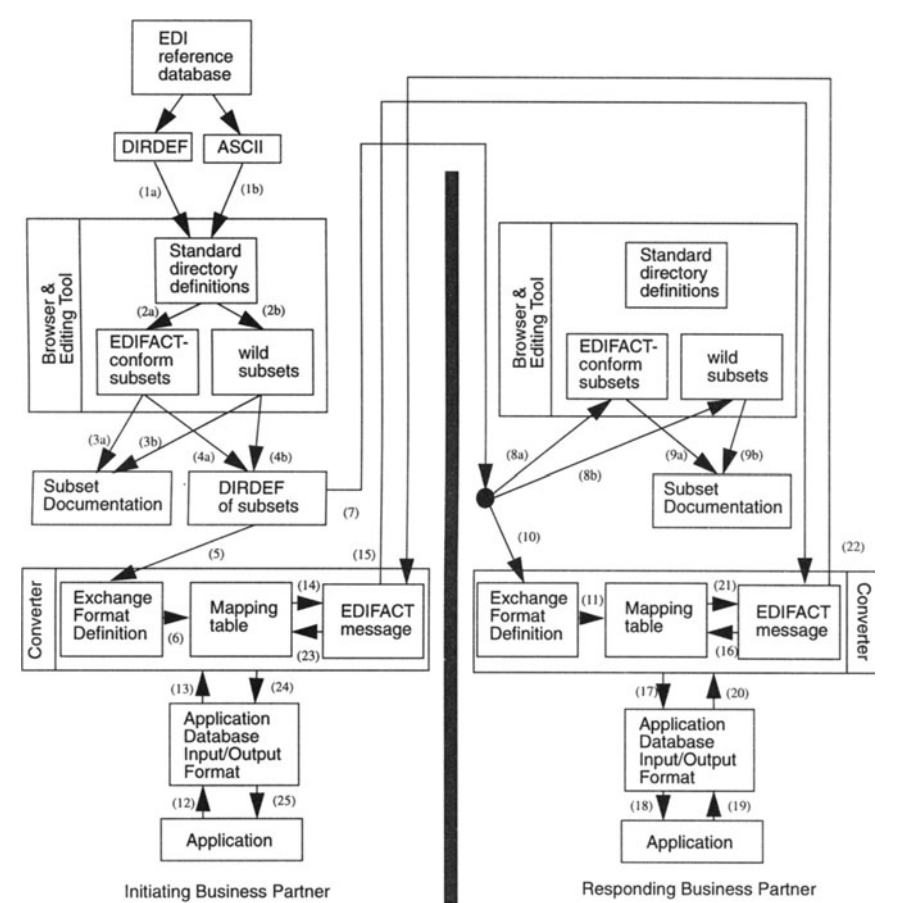 EDI
reference
database
DIRDEF
ASCII
(1a)
(1b)
Browser &
Editing Tool
Standard
directory
definitions
(2a)
(2b)
EDIFACT-
conform
subsets
wild
subsets
(3a)
(3b)
(4a)
(4b)
Subset
Documentation
DIRDEF
of subsets
(7)
(5)
(15)
Converter
Exchange
Format
Definition
(6)
Mapping
table
(14)
(23)
EDIFACT
message
(13)
(24)
Application
Database
Input/Output
Format
(12)
(25)
Application
Initiating Business Partner
Browser &
Editing Tool
Standard
directory
definitions
EDIFACT-
conform
subsets
wild
subsets
(8a)
(8b)
(9a)
(9b)
Subset
Documentation
(10)
(22)
Exchange
Format
Definition
(11)
Mapping
table
(21)
(16)
EDIFACT
message
Converter
(17)
(20)
Application
Database
Input/Output
Format
(18)
(19)
Application
Responding Business Partner